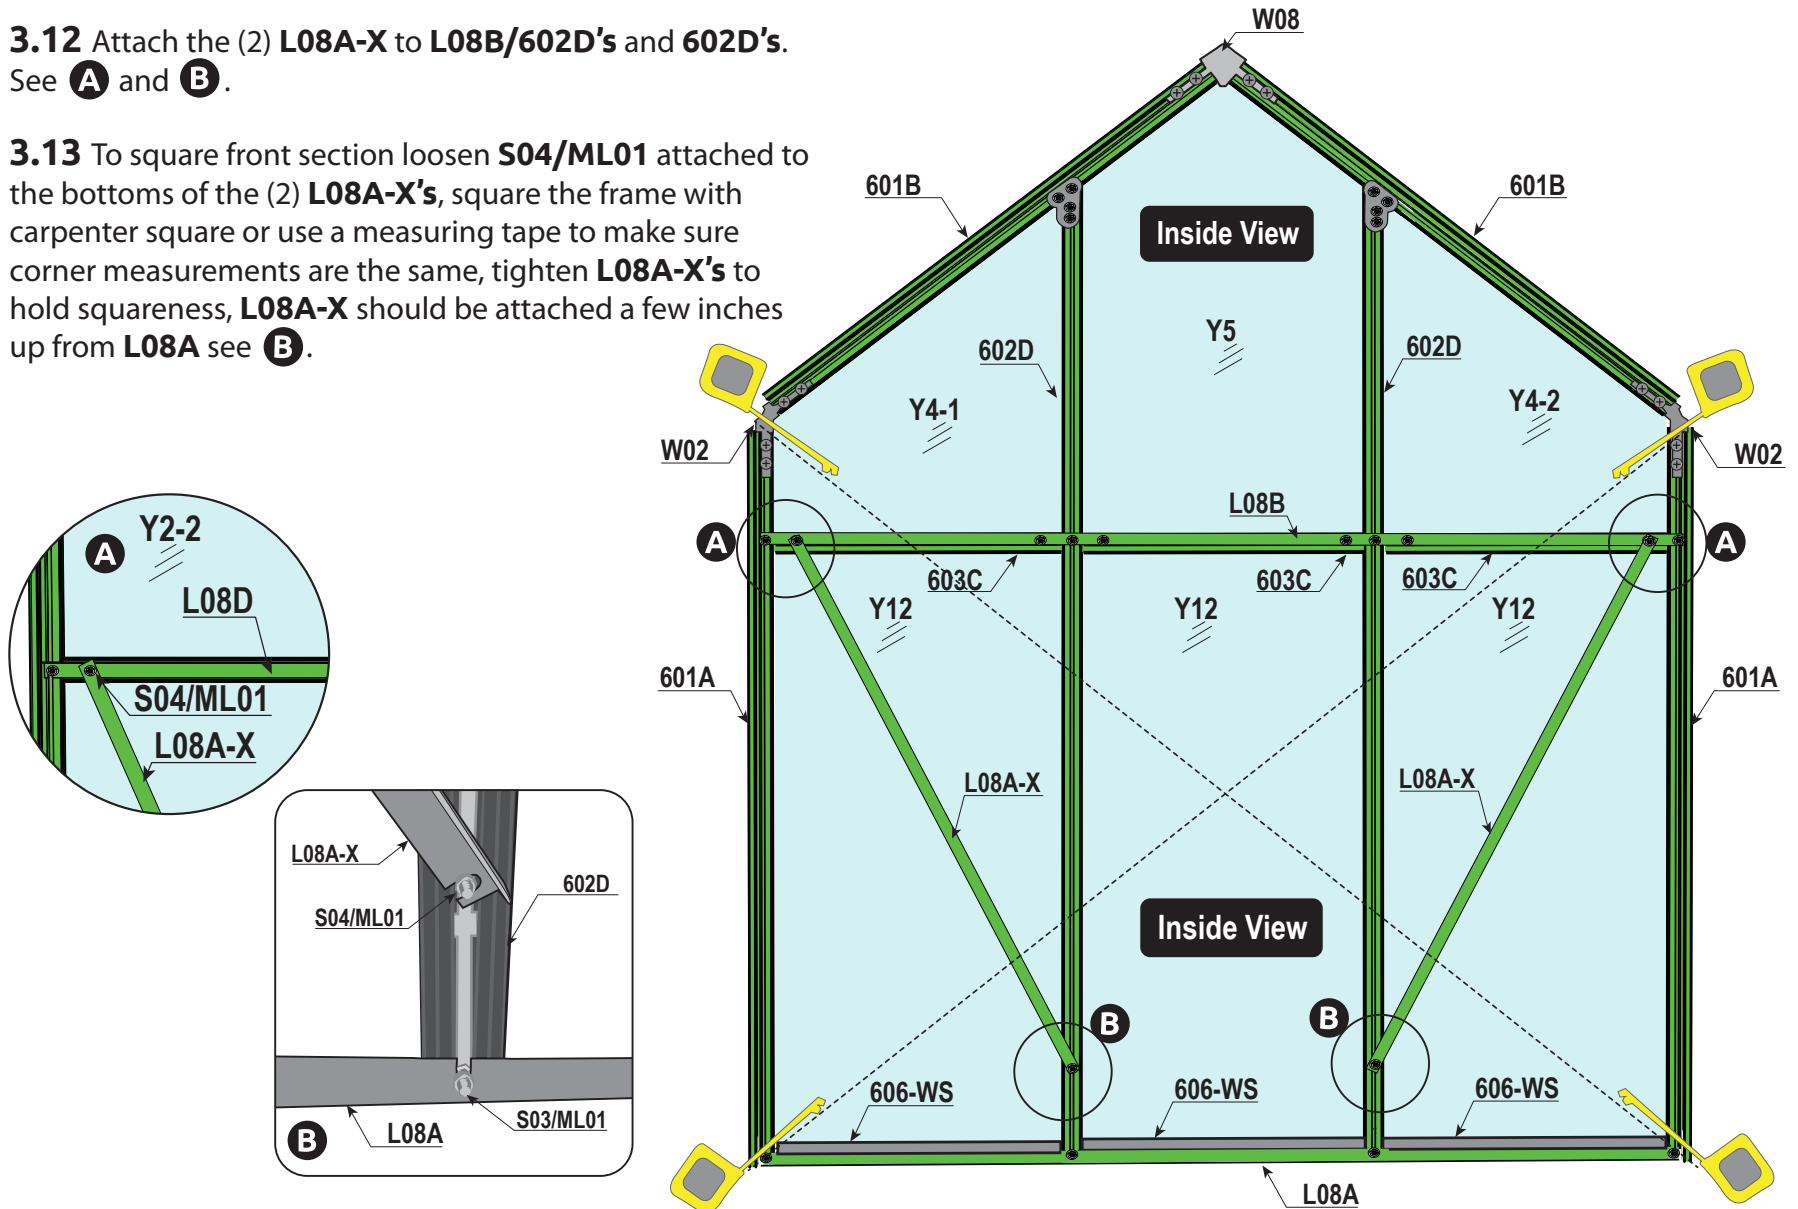 3.12 Attach the (2) L08A-X to L08B/602D's and 602D's.
See A and B.
3.13 To square front section loosen S04/ML01 attached to
the bottoms of the (2) L08A-X's, square the frame with
carpenter square or use a measuring tape to make sure
corner measurements are the same, tighten L08A-X's to
hold squareness, L08A-X should be attached a few inches
up from L08A see B.
W08
601B
601B
Inside View
Y5
602D
602D
Y4-1
Y4-2
W02
W02
L08B
A
A
603C
603C
603C
Y12
Y12
Y12
601A
601A
L08A-X
L08A-X
Inside View
B
B
606-WS
606-WS
606-WS
L08A
A
Y2-2
L08D
S04/ML01
L08A-X
L08A-X
602D
S04/ML01
S03/ML01
L08A
B